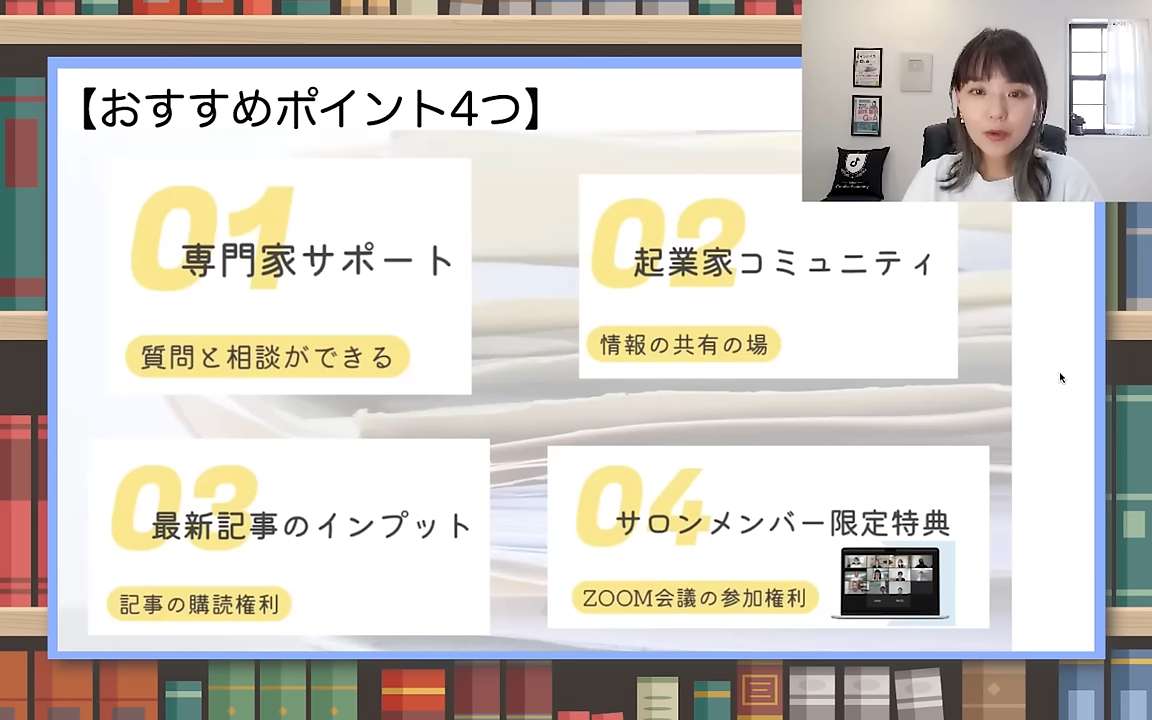 【おすすめポイント4つ】
01
専門家サポート
質問と相談ができる
02
起業家コミュニティ
情報の共有の場
03
最新記事のインプット
記事の購読権利
04
サロンメンバー限定特典
ZOOM会議の参加権利